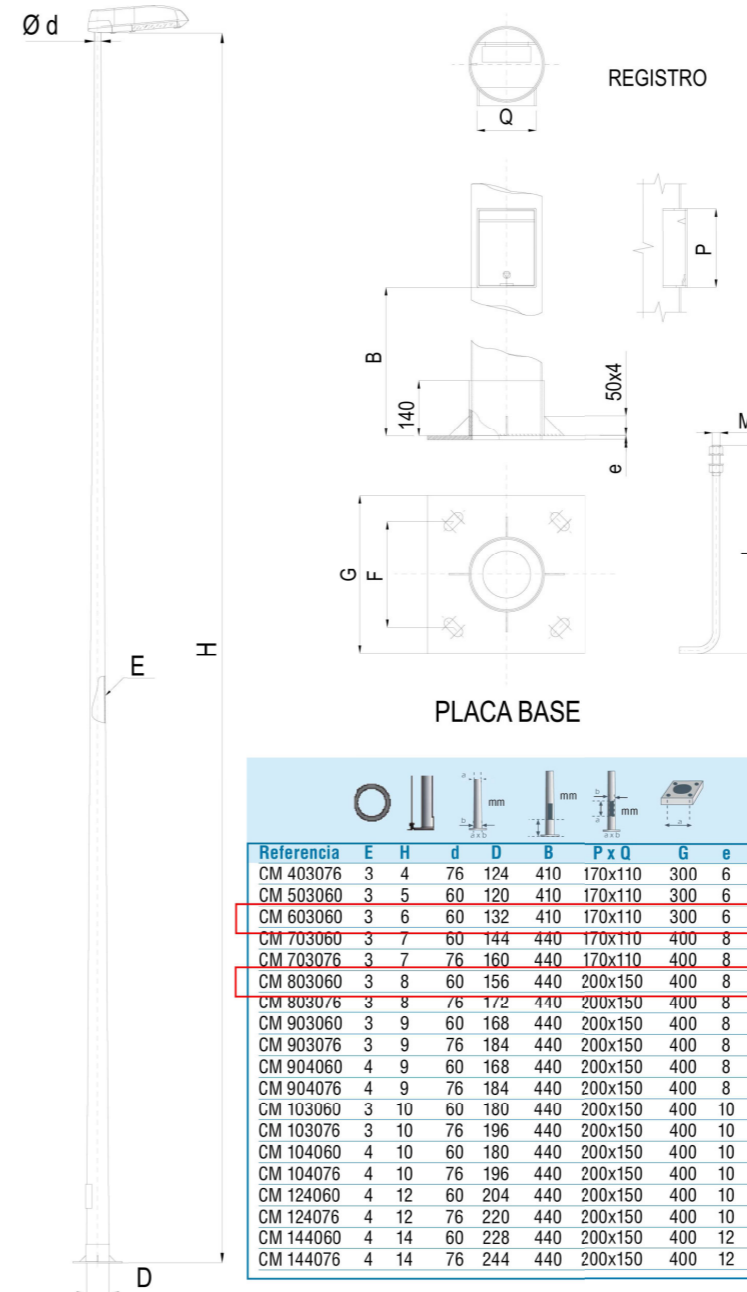 Ø d
REGISTRO
Q
P
B
140
50x4
e
M
G
F
E
H
PLACA BASE
D
a
mm
b
a x b
mm
a x b
b
a
mm
a x b
a
Referencia E H d D B P x Q G e
CM 403076 3 4 76 124 410 170x110 300 6
CM 503060 3 5 60 120 410 170x110 300 6
CM 603060 3 6 60 132 410 170x110 300 6
CM 703060 3 7 60 144 440 170x110 400 8
CM 703076 3 7 76 160 440 170x110 400 8
CM 803060 3 8 60 156 440 200x150 400 8
CM 803076 3 8 76 172 440 200x150 400 8
CM 903060 3 9 60 168 440 200x150 400 8
CM 903076 3 9 76 184 440 200x150 400 8
CM 904060 4 9 60 168 440 200x150 400 8
CM 904076 4 9 76 184 440 200x150 400 8
CM 103060 3 10 60 180 440 200x150 400 10
CM 103076 3 10 76 196 440 200x150 400 10
CM 104060 4 10 60 180 440 200x150 400 10
CM 104076 4 10 76 196 440 200x150 400 10
CM 124060 4 12 60 204 440 200x150 400 10
CM 124076 4 12 76 220 440 200x150 400 10
CM 144060 4 14 60 228 440 200x150 400 12
CM 144076 4 14 76 244 440 200x150 400 12